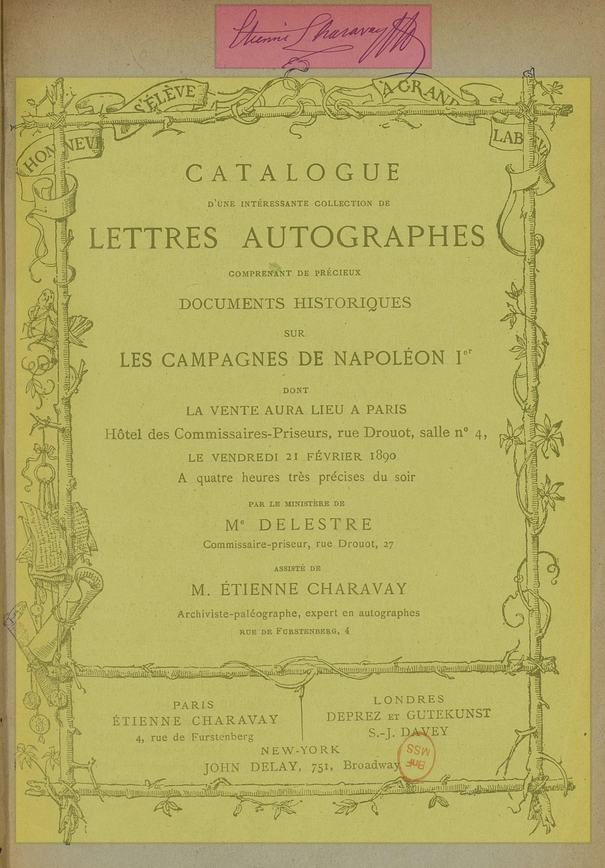 Étienne Charavay
S'ÉLÈVE
À GRAND
HONNEVR
LABEVR
CATALOGUE
D'UNE INTÉRESSANTE COLLECTION DE
LETTRES AUTOGRAPHES
COMPRENANT DE PRÉCIEUX
DOCUMENTS HISTORIQUES
SUR
LES CAMPAGNES DE NAPOLÉON Ier
DONT
LA VENTE AURA LIEU A PARIS
Hôtel des Commissaires-Priseurs, rue Drouot, salle n° 4,
LE VENDREDI 21 FÉVRIER 1890
A quatre heures très précises du soir
PAR LE MINISTÈRE DE
Me DELESTRE
Commissaire-priseur, rue Drouot, 27
ASSISTÉ DE
M. ÉTIENNE CHARAVAY
Archiviste-paléographe, expert en autographes
RUE DE FURSTENBERG, 4
PARIS
ÉTIENNE CHARAVAY
4, rue de Furstenberg
LONDRES
DEPREZ ET GUTEKUNST
S.-J. DAVEY
NEW-YORK
JOHN DELAY, 751, Broadway
BnF
MSS